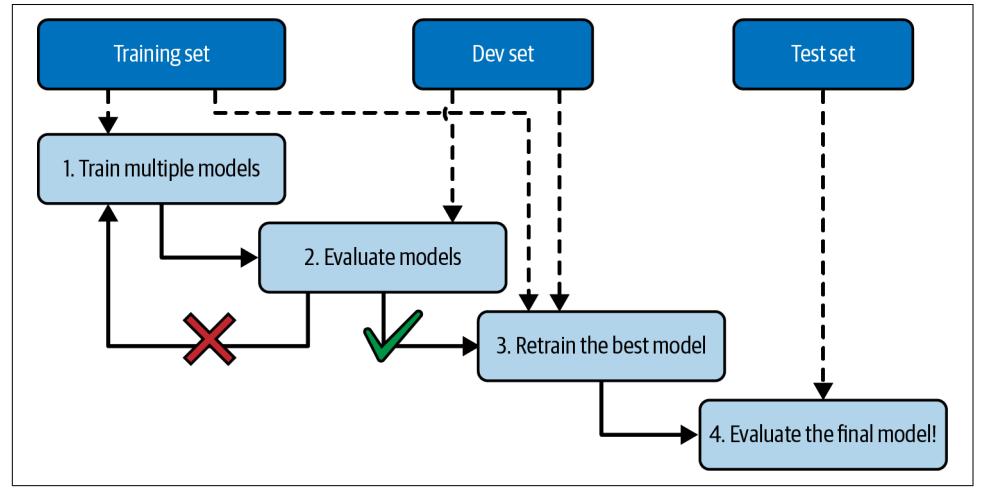 Training set
Dev set
Test set
1. Train multiple models
2. Evaluate models
3. Retrain the best model
4. Evaluate the final model!